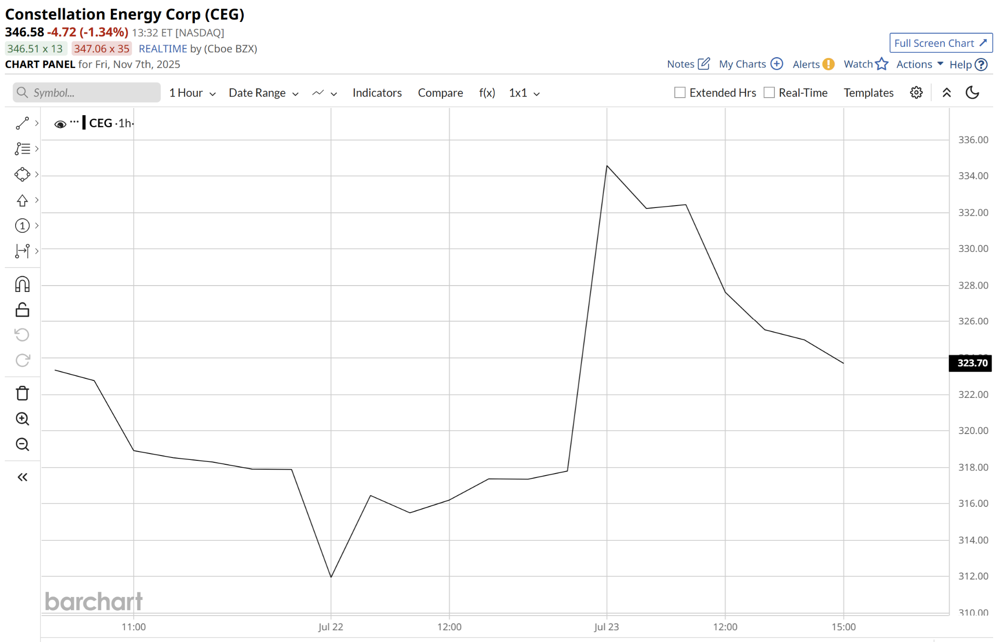 Constellation Energy Corp (CEG)
346.58 -4.72 (-1.34%) 13:32 ET [NASDAQ]
346.51 x 13 347.06 x 35 REALTIME by (Cboe BZX)
Full Screen Chart
CHART PANEL for Fri, Nov 7th, 2025
Notes My Charts Alerts Watch Actions Help
Symbol... 1 Hour Date Range Indicators Compare f(x) 1x1 Extended Hrs Real-Time Templates
CEG ·1h·
336.00
334.00
332.00
330.00
328.00
326.00
323.70
322.00
320.00
318.00
316.00
314.00
312.00
310.00
1
barchart
11:00 Jul 22 12:00 Jul 23 12:00 15:00